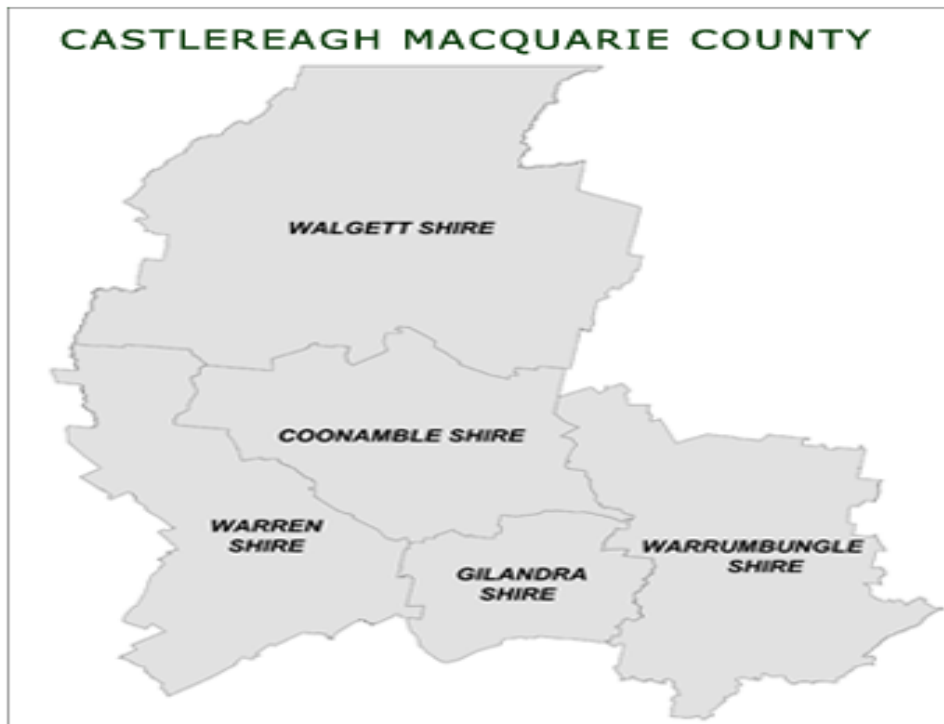 CASTLEREAGH MACQUARIE COUNTY
WALGETT SHIRE
COONAMBLE SHIRE
WARREN
SHIRE
GILANDRA
SHIRE
WARRUMBUNGLE
SHIRE